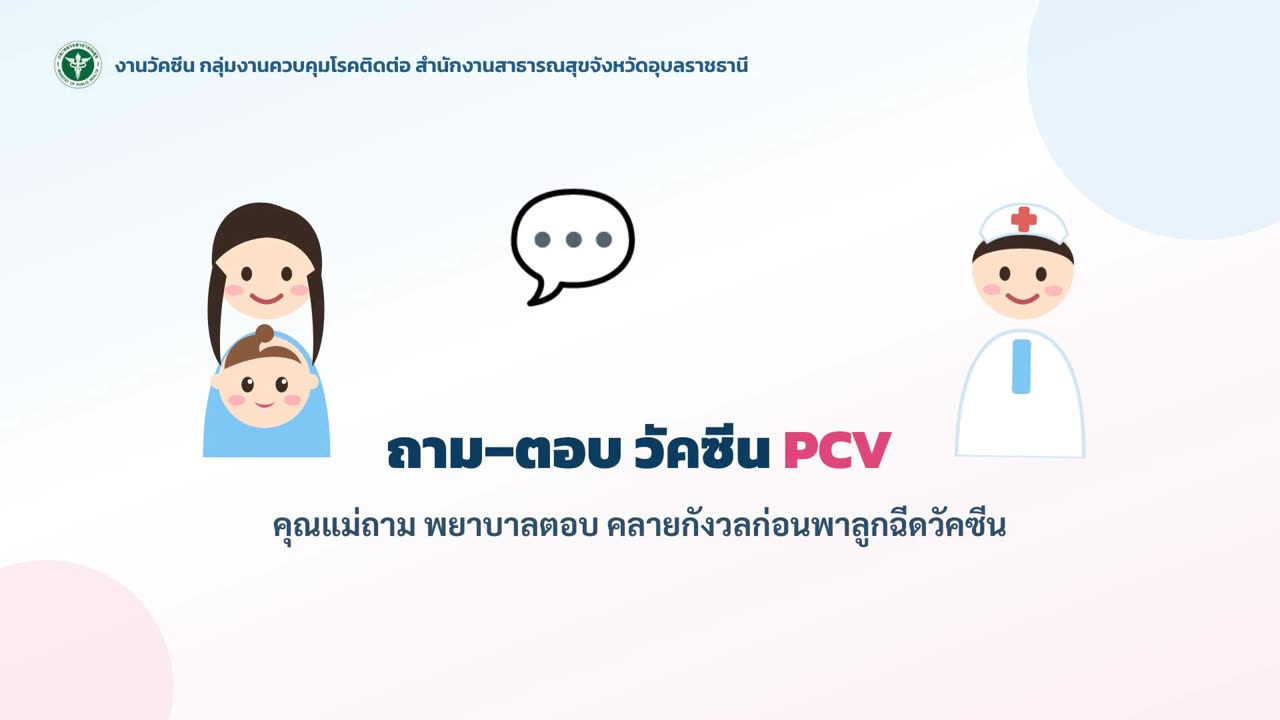 งานวัคซีน กลุ่มงานควบคุมโรคติดต่อ สำนักงานสาธารณสุขจังหวัดอุบลราชธานี
ถาม–ตอบ วัคซีน PCV
คุณแม่ถาม พยาบาลตอบ คลายกังวลก่อนพาลูกฉีดวัคซีน